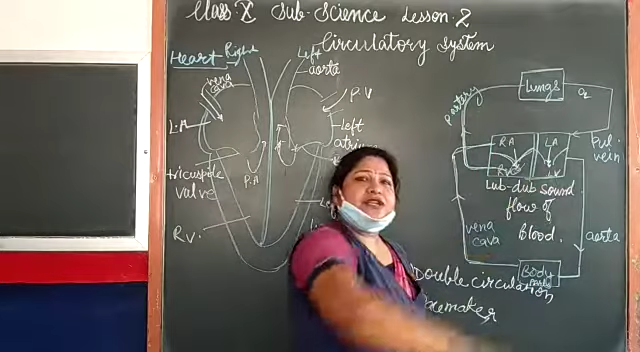 Class-X Sub-Science Lesson-2
Circulatory system
Heart
Right
Left
aorta
vena
cava
P.V
L.A
left
atrium
tricuspide
valve
P.A
R.V.
Lungs
O2
P artery
Pul.
vein
RA
LA
RV
LV
Lub-dub sound
flow of
Blood.
vena
cava
aorta
Body
parts
Double circulation
Pacemaker